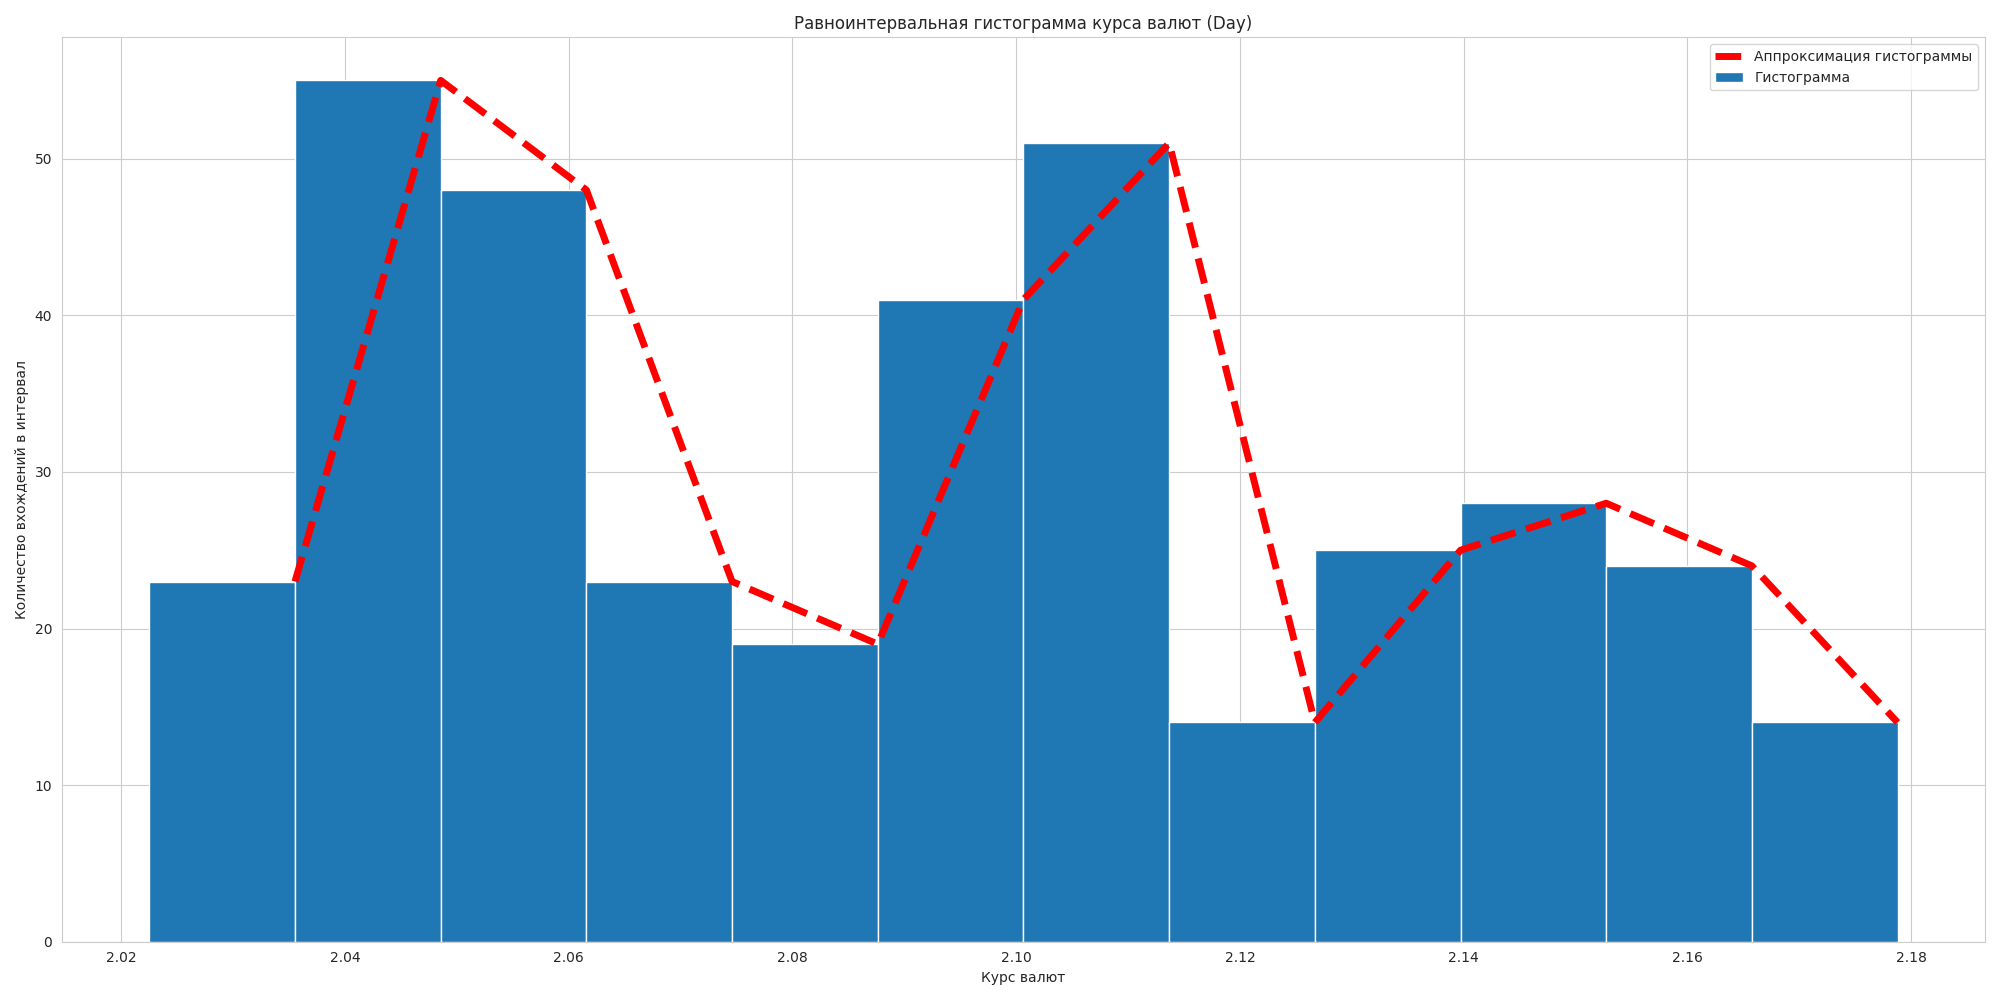 Равноинтервальная гистограмма курса валют (Day)
Аппроксимация гистограммы
Гистограмма
Количество вхождений в интервал
50
40
30
20
10
0
2.02 2.04 2.06 2.08 2.10 2.12 2.14 2.16 2.18
Курс валют